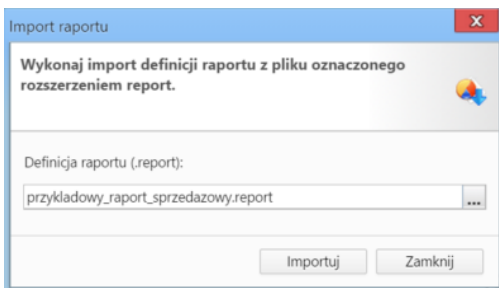 Import raportu
Wykonaj import definicji raportu z pliku oznaczonego
rozszerzeniem report.
Definicja raportu (.report):
przykladowy_raport_sprzedazowy.report
...
Importuj
Zamknij